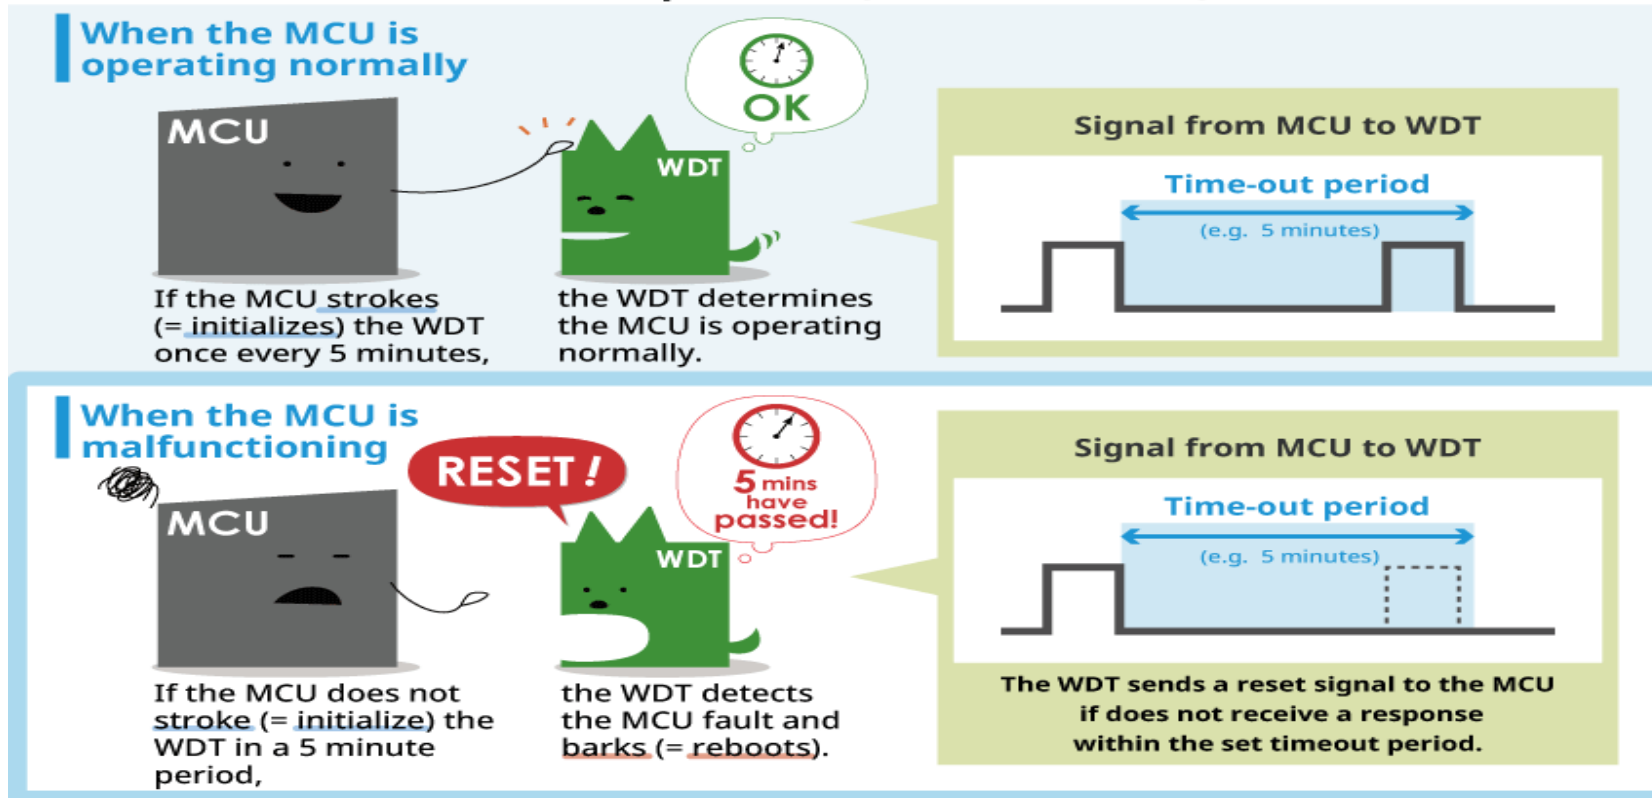 When the MCU is
operating normally
MCU
WDT
OK
If the MCU strokes
(= initializes) the WDT
once every 5 minutes,
the WDT determines
the MCU is operating
normally.
Signal from MCU to WDT
Time-out period
(e.g. 5 minutes)
When the MCU is
malfunctioning
MCU
RESET!
WDT
5 mins
have
passed!
If the MCU does not
stroke (= initialize) the
WDT in a 5 minute
period,
the WDT detects
the MCU fault and
barks (= reboots).
Signal from MCU to WDT
Time-out period
(e.g. 5 minutes)
The WDT sends a reset signal to the MCU
if does not receive a response
within the set timeout period.